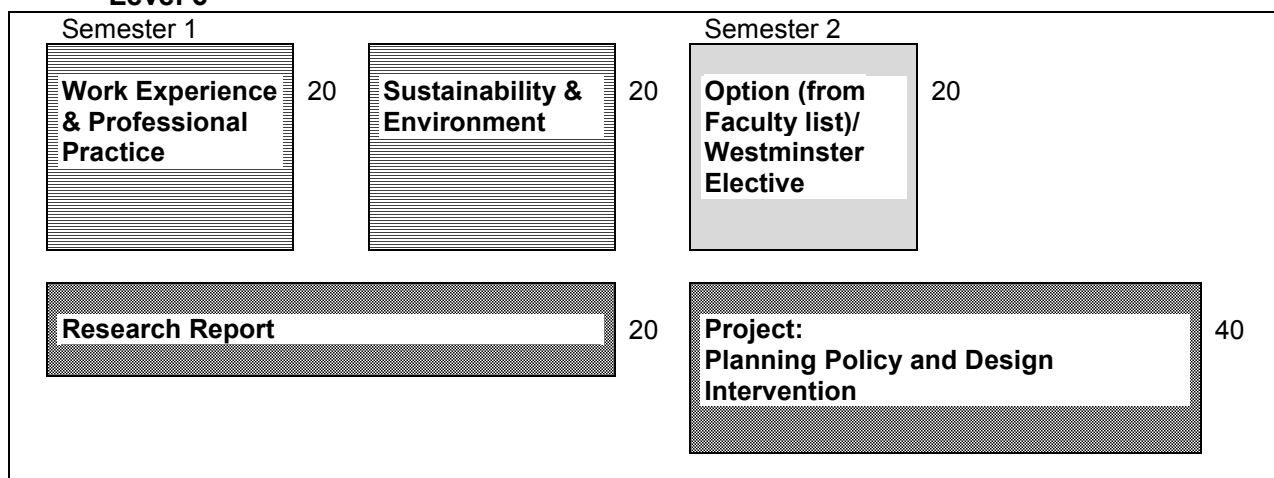 Semester 1
Semester 2
Work Experience
& Professional
Practice
20
Sustainability &
Environment
20
Option (from
Faculty list)/
Westminster
Elective
20
Research Report
20
Project:
Planning Policy and Design
Intervention
40